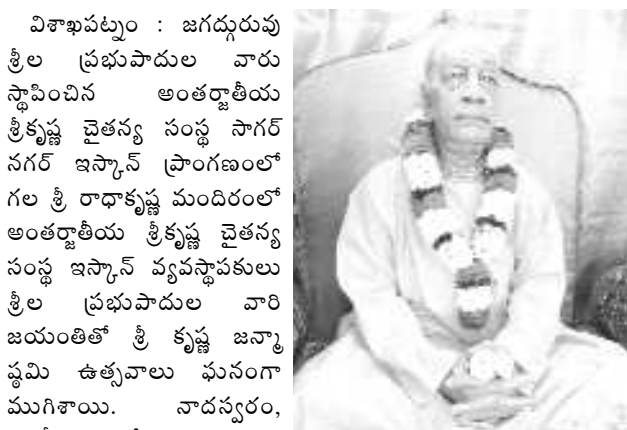 విశాఖపట్నం : జగద్గురువు
శ్రీల ప్రభుపాదుల వారు
స్థాపించిన అంతర్జాతీయ
శ్రీకృష్ణ చైతన్య సంస్థ సాగర్
నగర్ ఇస్కాన్ ప్రాంగణంలో
గల శ్రీ రాధాకృష్ణ మందిరంలో
అంతర్జాతీయ శ్రీకృష్ణ చైతన్య
సంస్థ ఇస్కాన్ వ్యవస్థాపకులు
శ్రీల ప్రభుపాదుల వారి
జయంతితో శ్రీ కృష్ణ జన్మా
ష్ఠమి ఉత్సవాలు ఘనంగా
ముగిశాయి. నాదస్వరం,